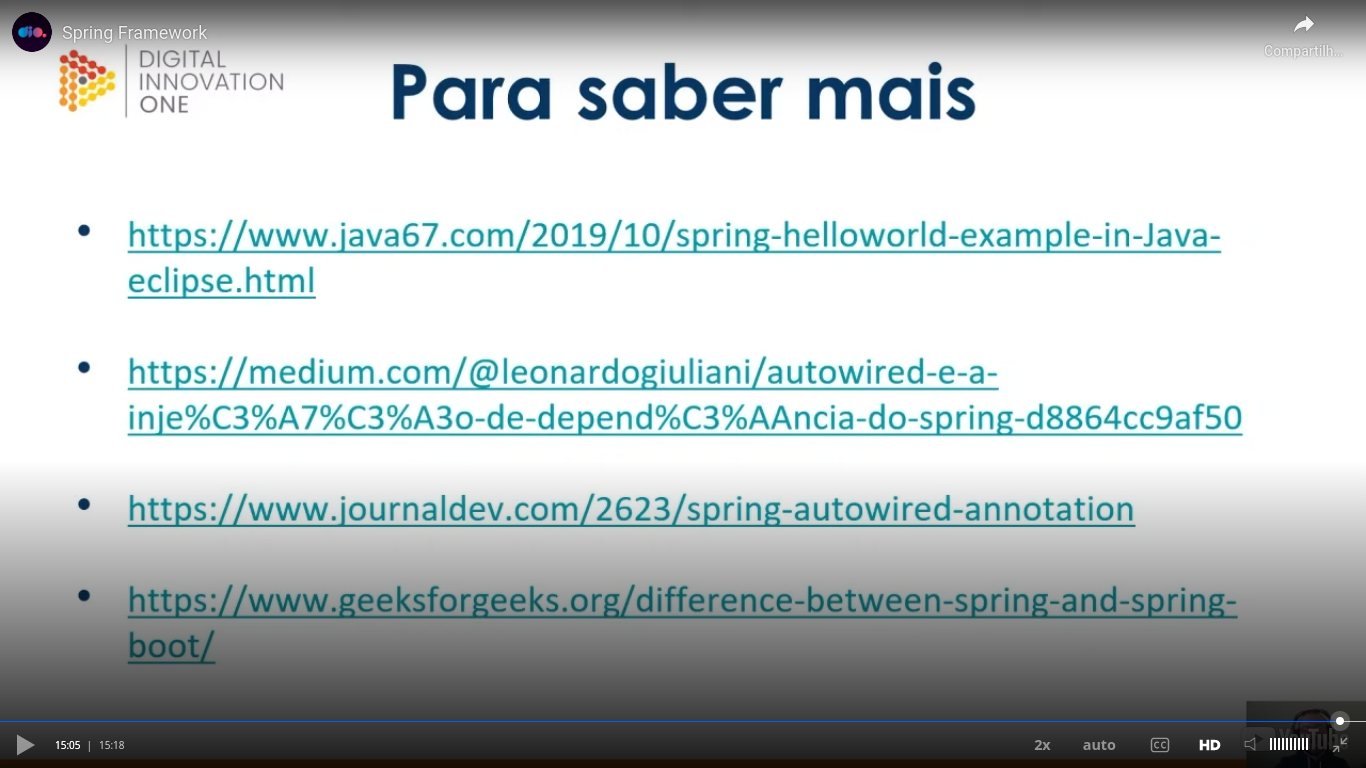 Spring Framework
Compartilh...
DIGITAL
INNOVATION
ONE
Para saber mais
• https://www.java67.com/2019/10/spring-helloworld-example-in-Java-
eclipse.html
• https://medium.com/@leonardogiuliani/autowired-e-a-
inje%C3%A7%C3%A3o-de-depend%C3%AAncia-do-spring-d8864cc9af50
• https://www.journaldev.com/2623/spring-autowired-annotation
• https://www.geeksforgeeks.org/difference-between-spring-and-spring-
boot/
15:05 | 15:18
2x auto CC HD
YouTube